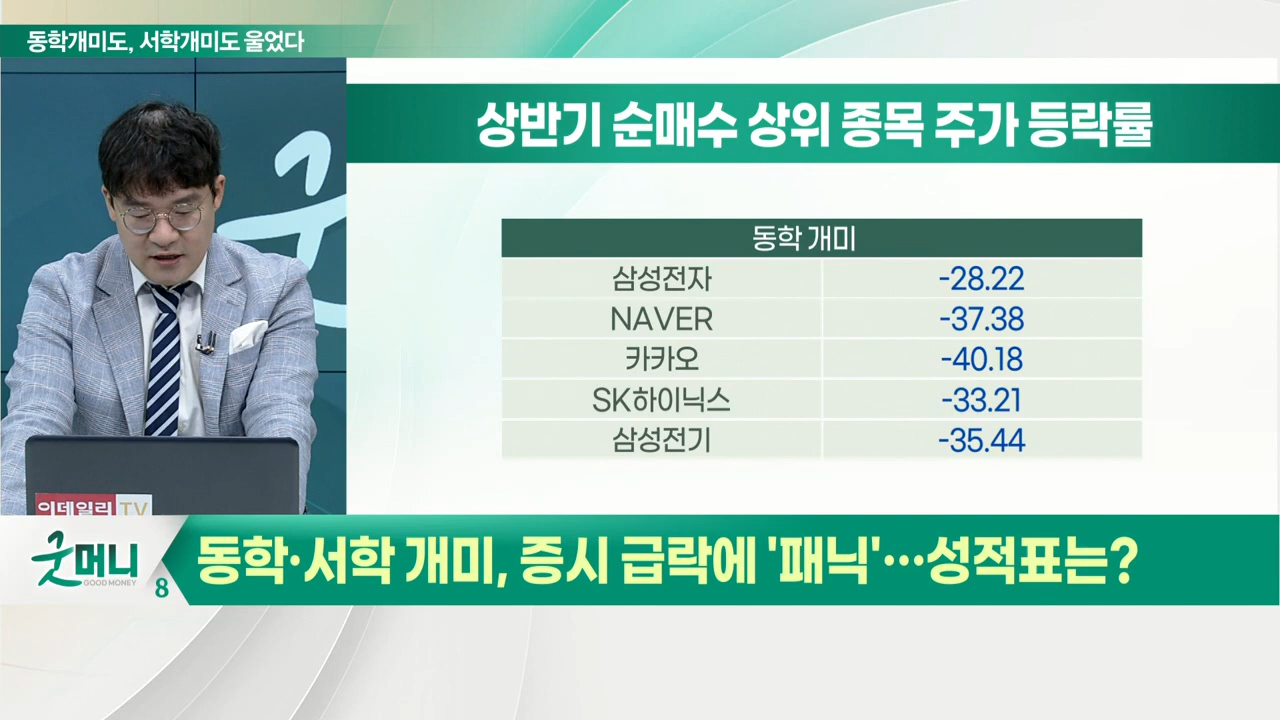 동학개미도, 서학개미도 울었다
상반기 순매수 상위 종목 주가 등락률
동학 개미
삼성전자 -28.22
NAVER -37.38
카카오 -40.18
SK하이닉스 -33.21
삼성전기 -35.44
이데일리 TV
굿머니
GOOD MONEY
8
동학·서학 개미, 증시 급락에 '패닉'…성적표는?